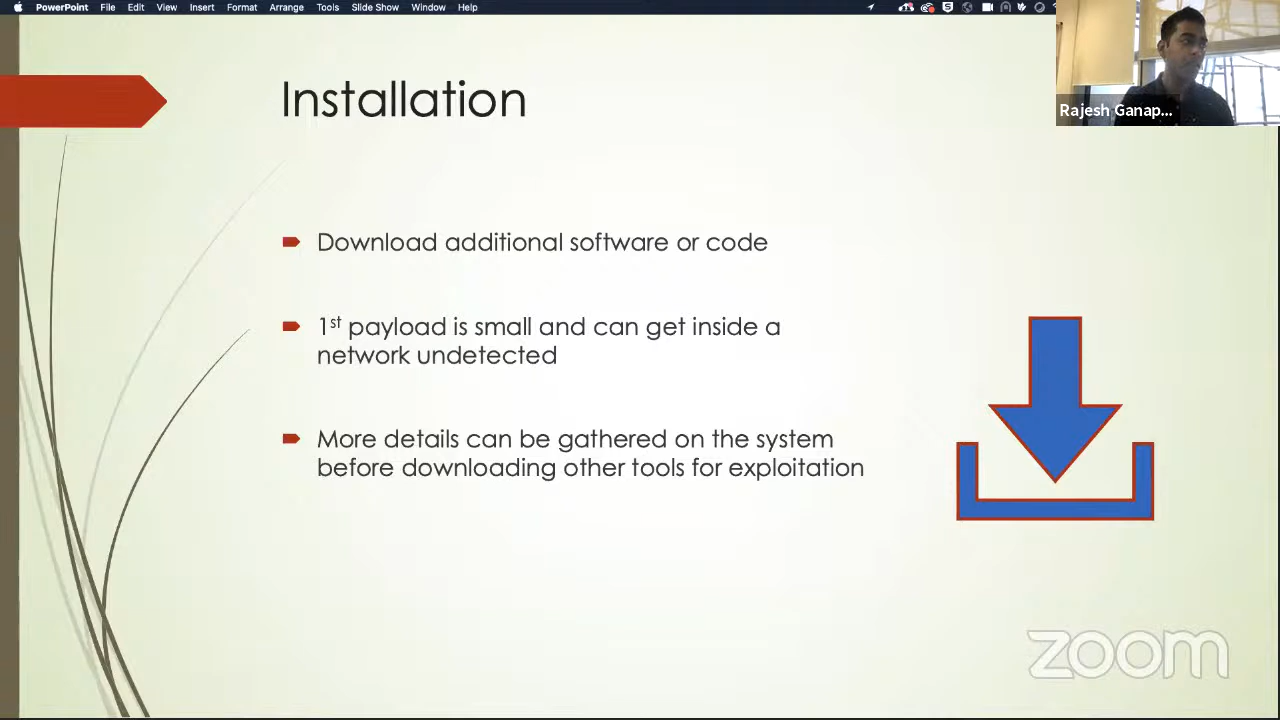 PowerPoint File Edit View Insert Format Arrange Tools Slide Show Window Help
Rajesh Ganap...
Installation
Download additional software or code
1st payload is small and can get inside a
network undetected
More details can be gathered on the system
before downloading other tools for exploitation
zoom